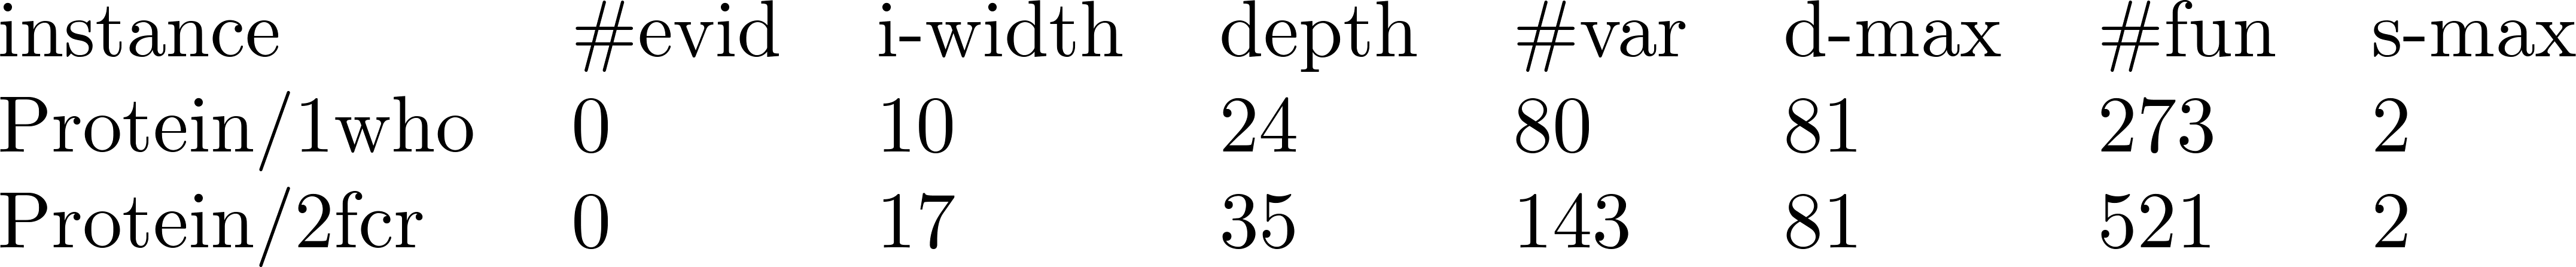 instance #evid i-width depth #var d-max #fun s-max
Protein/1who 0 10 24 80 81 273 2
Protein/2fcr 0 17 35 143 81 521 2